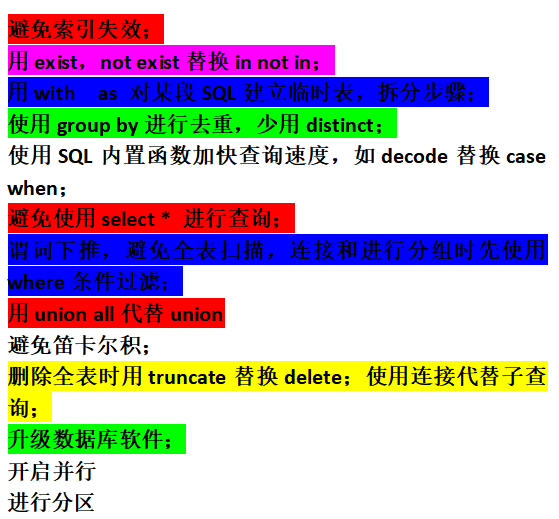 避免索引失效；
用 exist，not exist 替换 in not in；
用 with  as 对某段 SQL 建立临时表，拆分步骤；
使用 group by 进行去重，少用 distinct；
使用 SQL 内置函数加快查询速度，如 decode 替换 case
when；
避免使用 select * 进行查询；
谓词下推，避免全表扫描，连接和进行分组时先使用
where 条件过滤；
用 union all 代替 union
避免笛卡尔积；
删除全表时用 truncate 替换 delete；使用连接代替子查
询；
升级数据库软件；
开启并行
进行分区